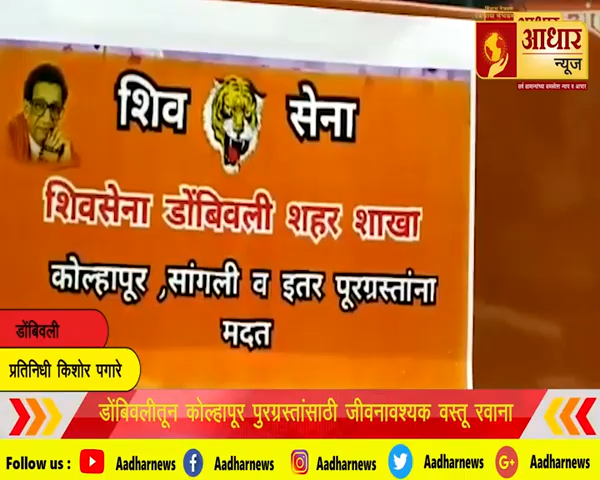 आधार
न्यूज
शिव सेना
शिवसेना डोंबिवली शहर शाखा
कोल्हापूर ,सांगली व इतर पूरग्रस्तांना
मदत
डोंबिवली
प्रतिनिधी किशोर पगारे
डोंबिवलीतून कोल्हापूर पुरग्रस्तांसाठी जीवनावश्यक वस्तू रवाना
Follow us : Aadharnews Aadharnews Aadharnews Aadharnews Aadharnews